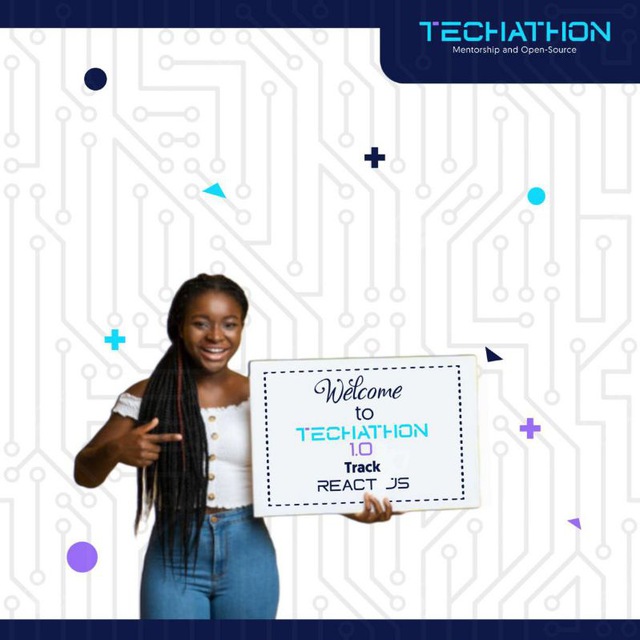 TECHATHON
Mentorship and Open-Source
Welcome
to
TECHATHON
1.0
Track
REACT JS